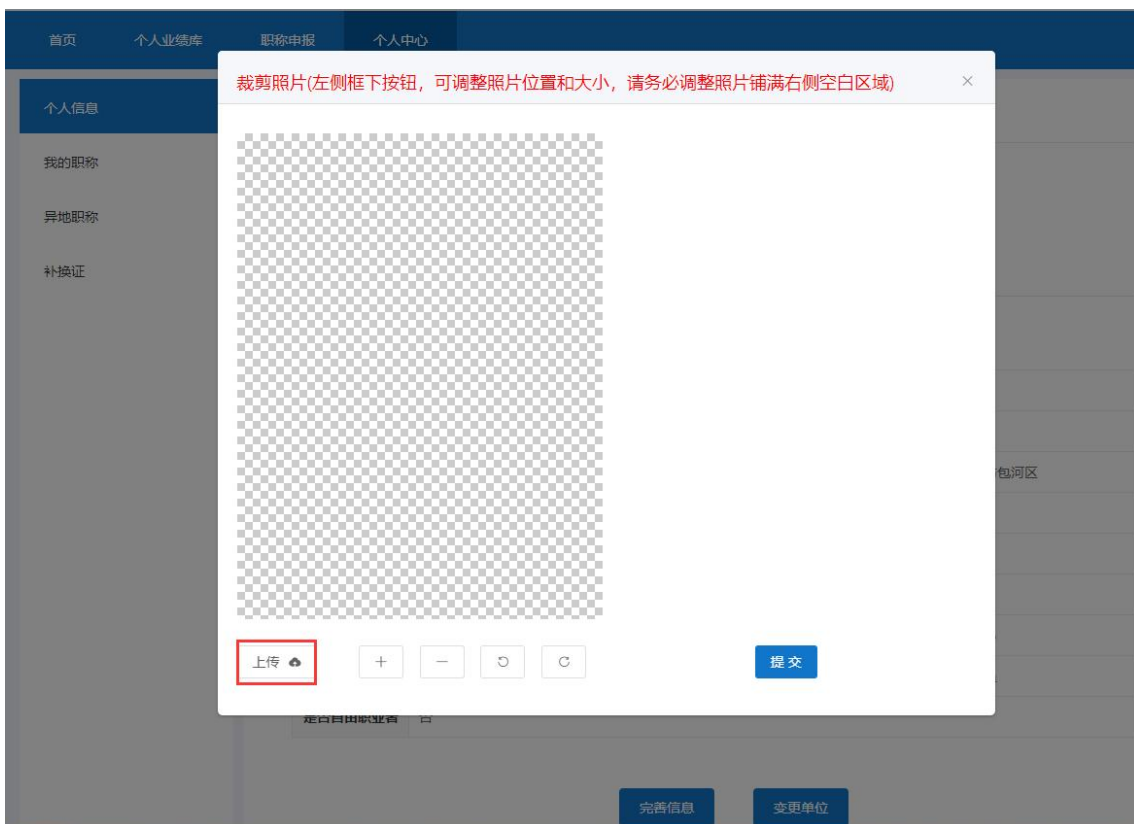 首页 个人业绩库 职称申报 个人中心
裁剪照片(左侧框下按钮，可调整照片位置和大小，请务必调整照片铺满右侧空白区域)
个人信息
我的职称
异地职称
补换证
包河区
上传
提交
是否自由职业者 否
完善信息 变更单位